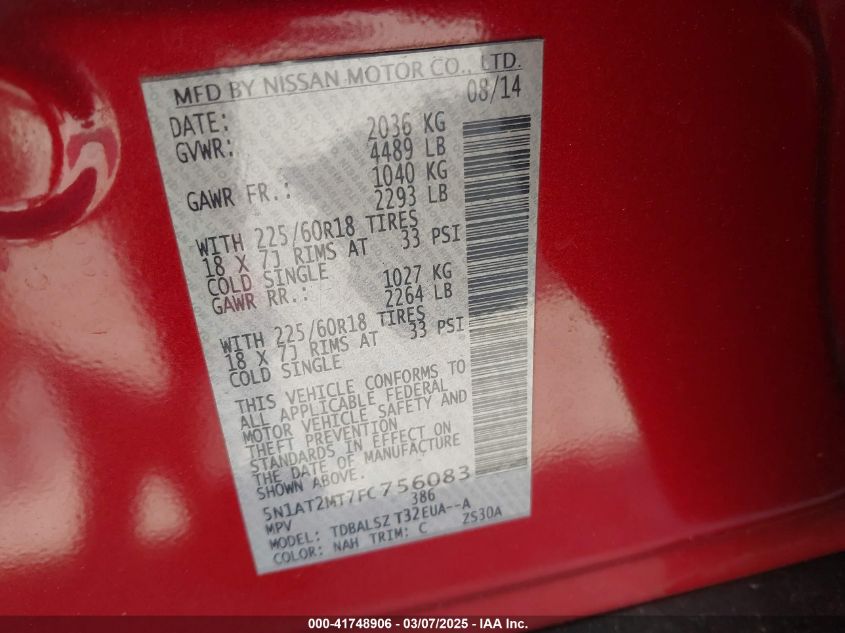 MFD BY NISSAN MOTOR CO., LTD.
DATE: 08/14
GVWR: 2036 KG
4489 LB
GAWR FR.: 1040 KG
2293 LB
WITH 225/60R18 TIRES
18 X 7J RIMS AT 33 PSI
COLD SINGLE
GAWR RR.: 1027 KG
2264 LB
WITH 225/60R18 TIRES
18 X 7J RIMS AT 33 PSI
COLD SINGLE
THIS VEHICLE CONFORMS TO
ALL APPLICABLE FEDERAL
MOTOR VEHICLE SAFETY AND
THEFT PREVENTION
STANDARDS IN EFFECT ON
THE DATE OF MANUFACTURE
SHOWN ABOVE.
5N1AT2MT7FC756083
MPV 386
MODEL: TDBALSZ T32EUA--A
COLOR: NAH TRIM: C ZS30A
000-41748906 — 03/07/2025 — IAA Inc.